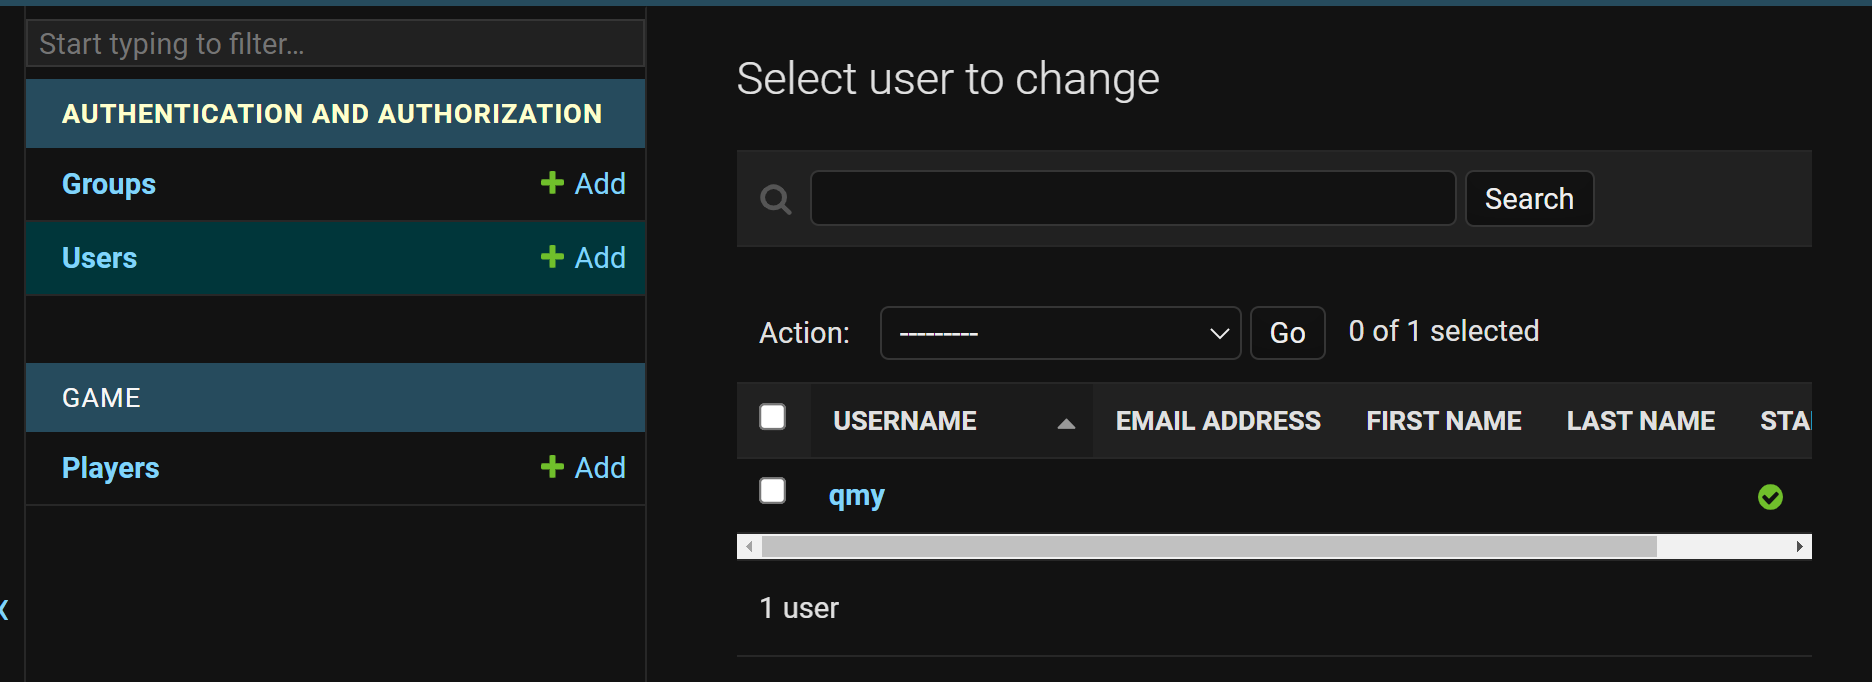 Start typing to filter...
AUTHENTICATION AND AUTHORIZATION
Groups + Add
Users + Add
GAME
Players + Add
Select user to change
Search
Action: --------- Go 0 of 1 selected
USERNAME EMAIL ADDRESS FIRST NAME LAST NAME STA
qmy
1 user